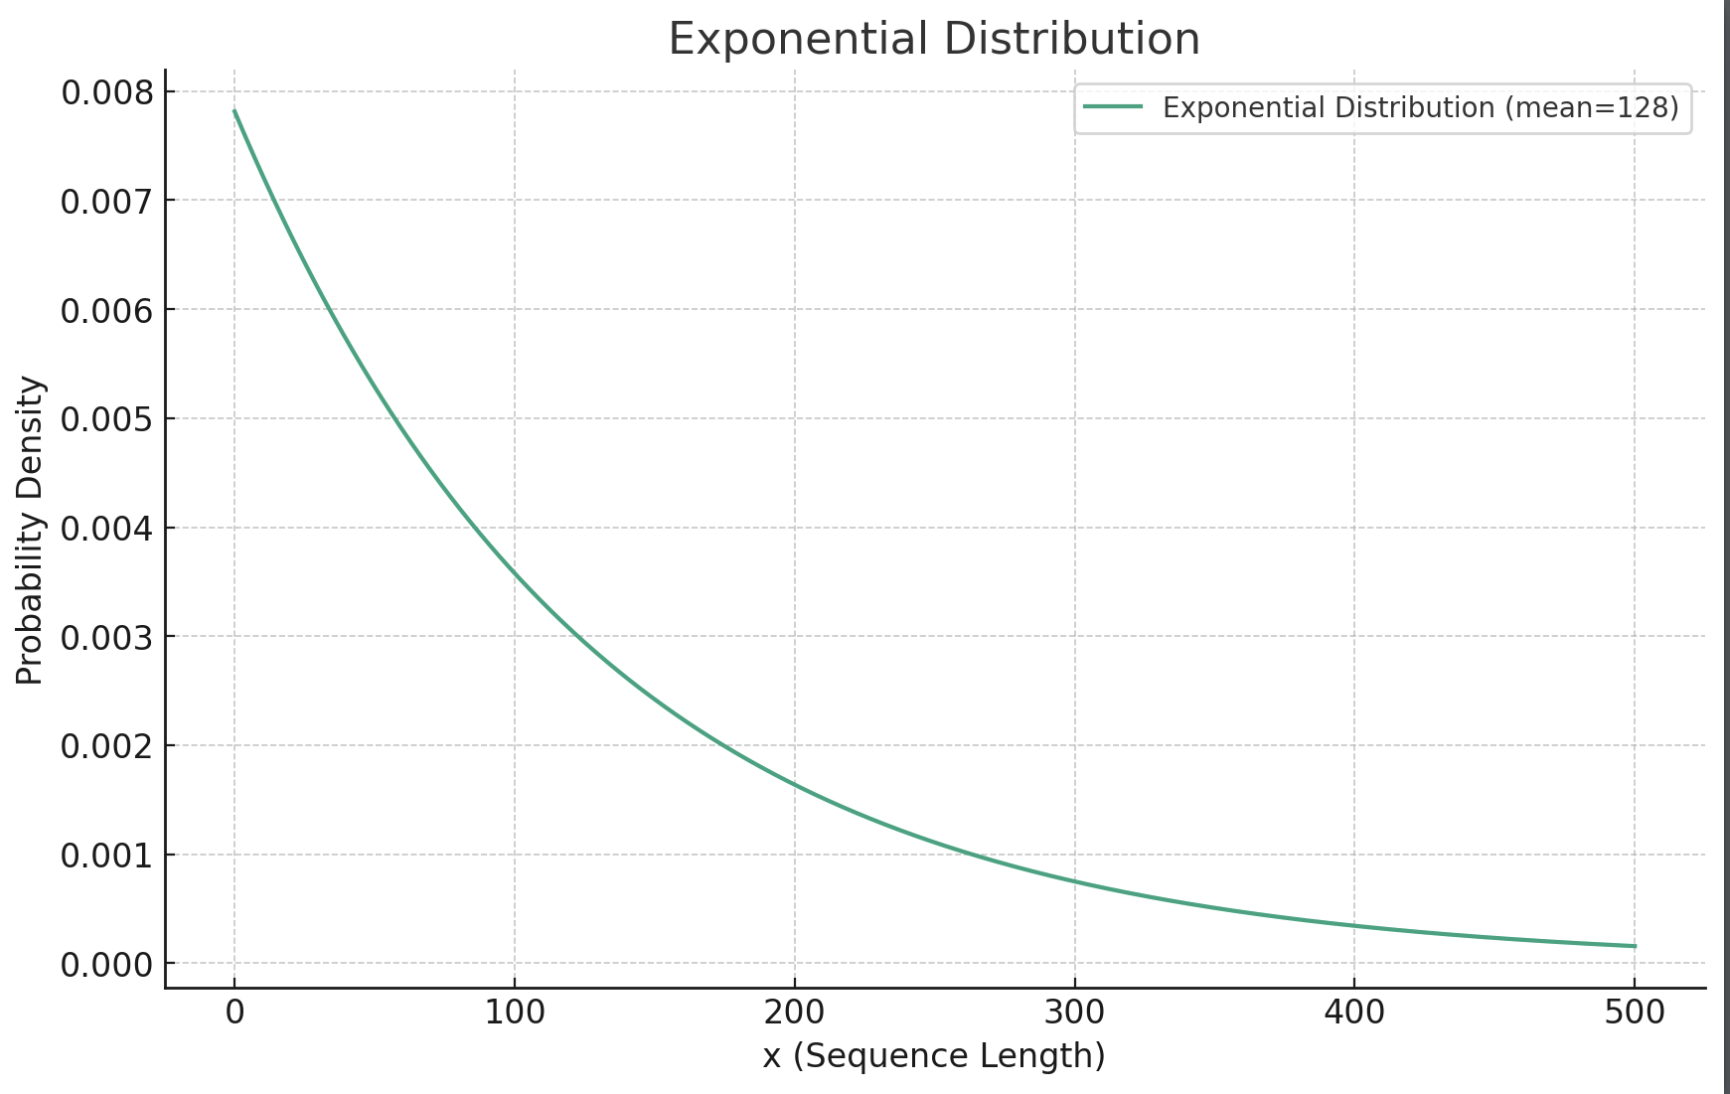 Exponential Distribution
Exponential Distribution (mean=128)
Probability Density
0.008
0.007
0.006
0.005
0.004
0.003
0.002
0.001
0.000
0 100 200 300 400 500
x (Sequence Length)